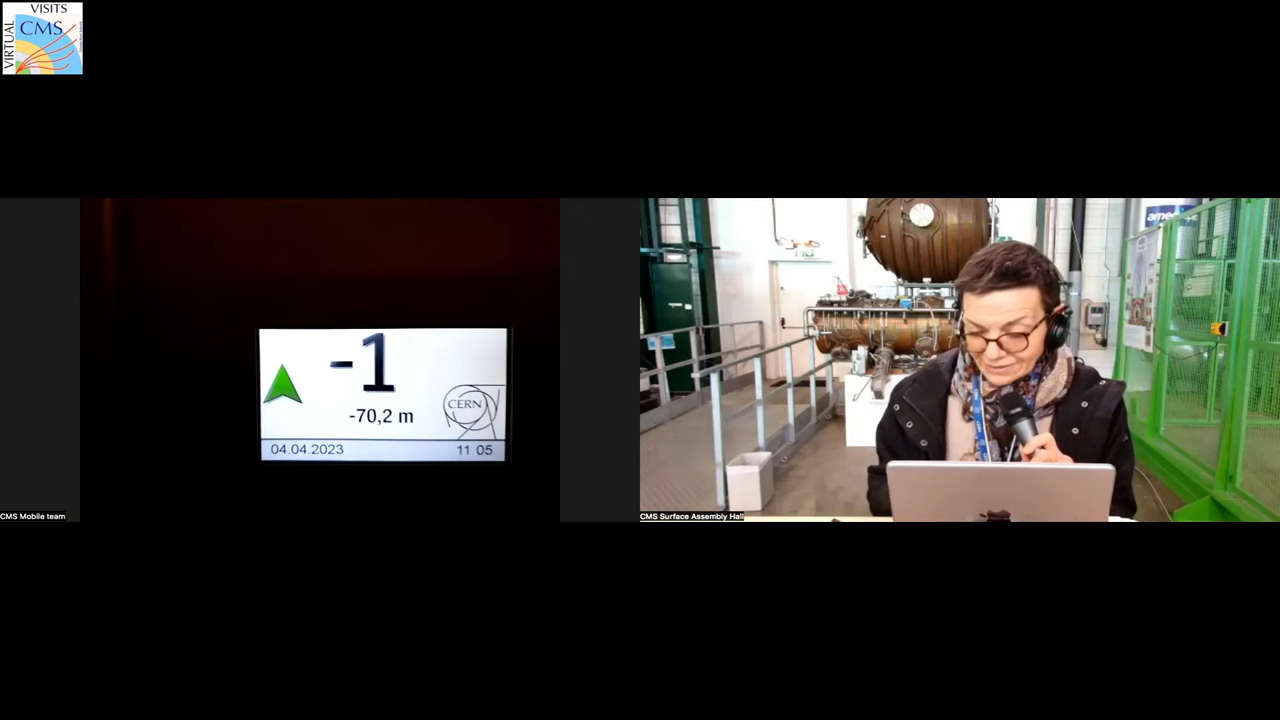 VISITS
CMS
VIRTUAL
-1
-70,2 m
CERN
04.04.2023
11 05
CMS Mobile team
CMS Surface Assembly Hall